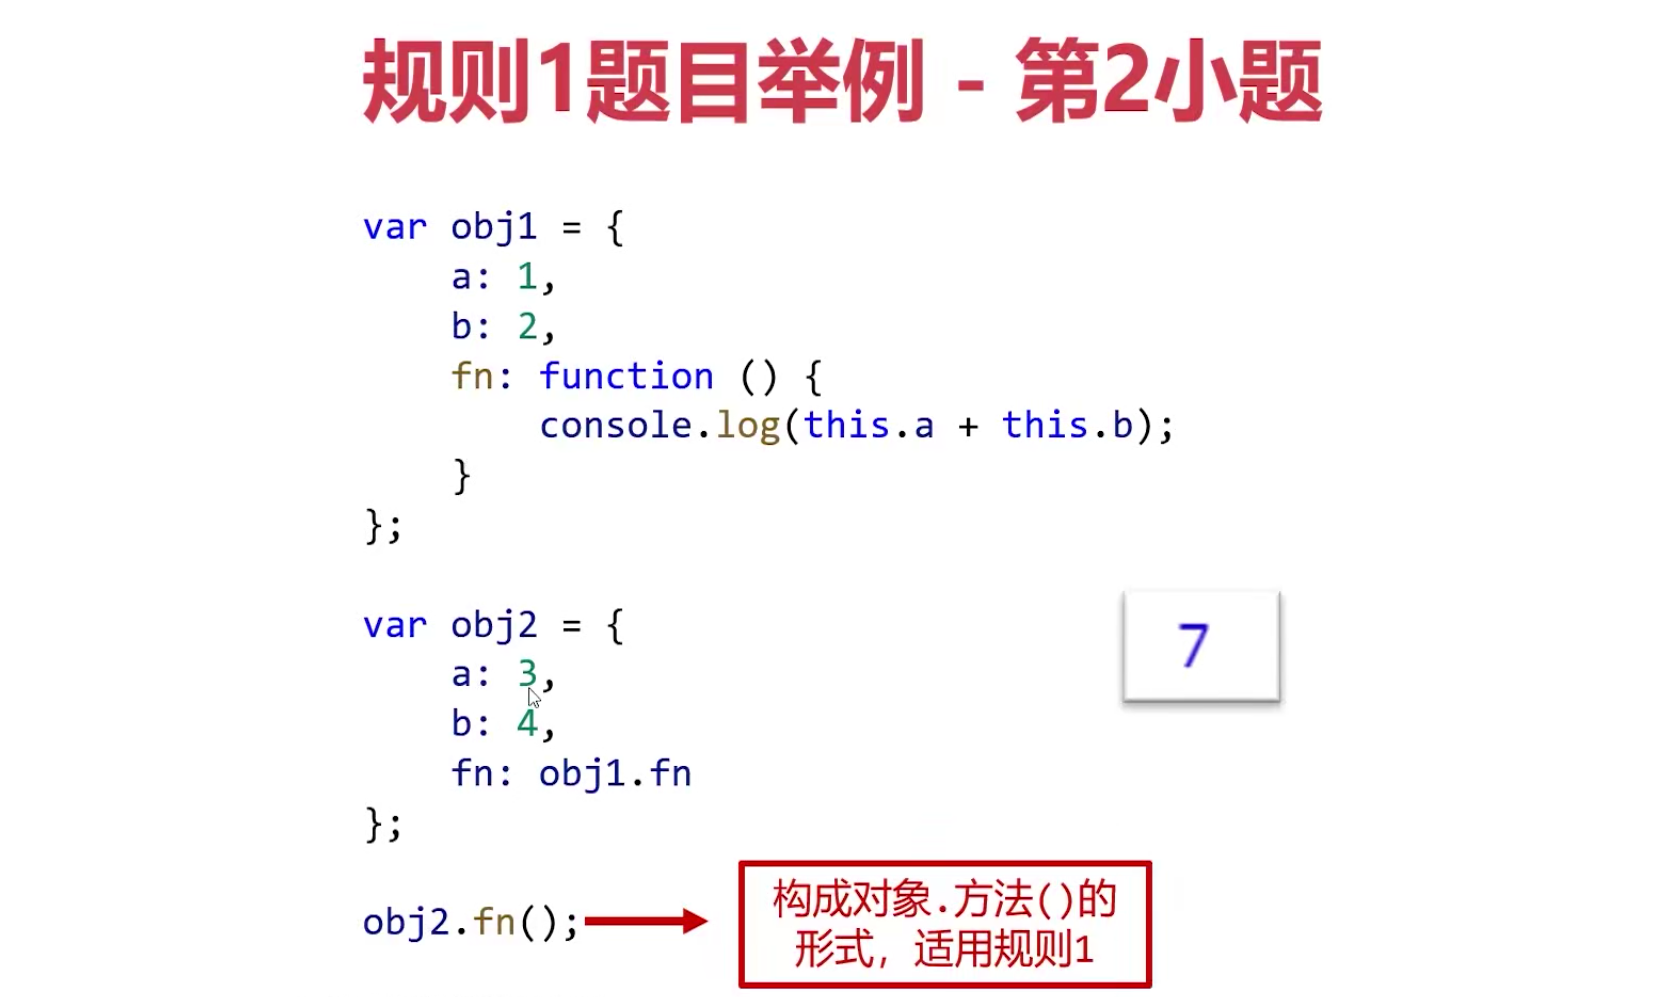 规则1题目举例 - 第2小题
var obj1 = {
    a: 1,
    b: 2,
    fn: function () {
        console.log(this.a + this.b);
    }
};
var obj2 = {
    a: 3,
    b: 4,
    fn: obj1.fn
};
7
obj2.fn();
构成对象.方法()的
形式，适用规则1